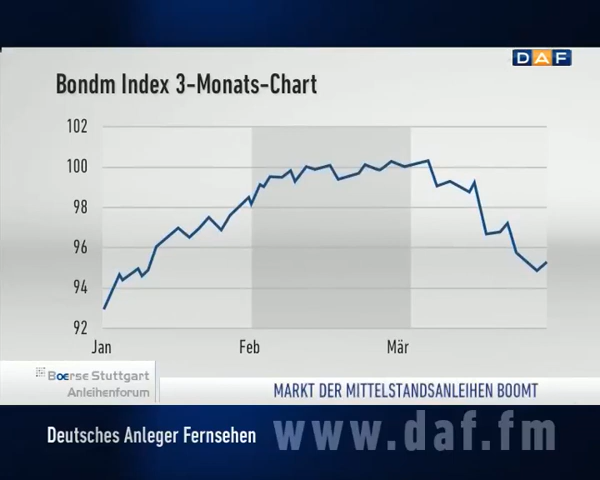 DAF
Bondm Index 3-Monats-Chart
102
100
98
96
94
92
Jan Feb Mär
Boerse Stuttgart
Anleihenforum
MARKT DER MITTELSTANDSANLEIHEN BOOMT
Deutsches Anleger Fernsehen www.daf.fm